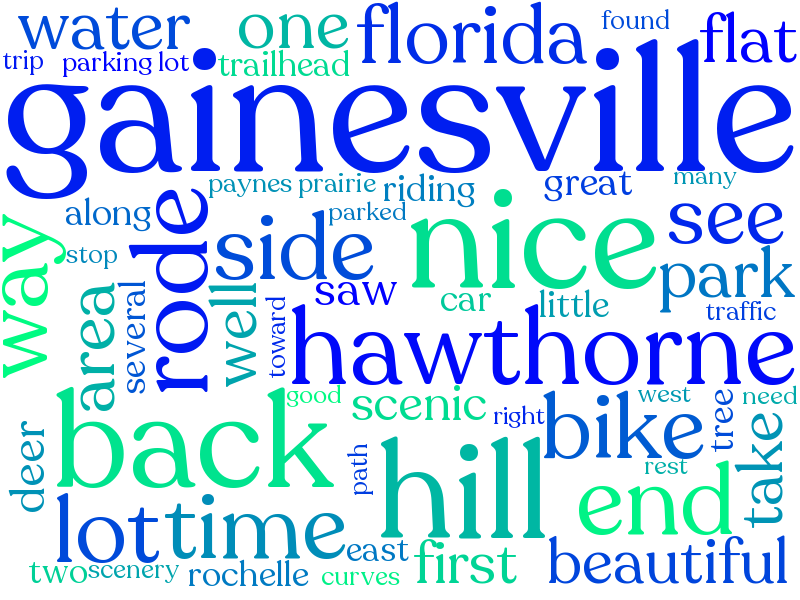 water
one
florida
found
flat
trip
parking lot
trailhead
gainesville
paynes prairie
riding
great
many
along
parked
way
stop
rode
side
nice
see
park
area
several
well
saw
car
little
traffic
toward
hawthorne
back
good
scenic
right
bike
west
tree
need
deer
path
hill
rest
take
lot
time
end
east
first
beautiful
two
scenery
rochelle
curves